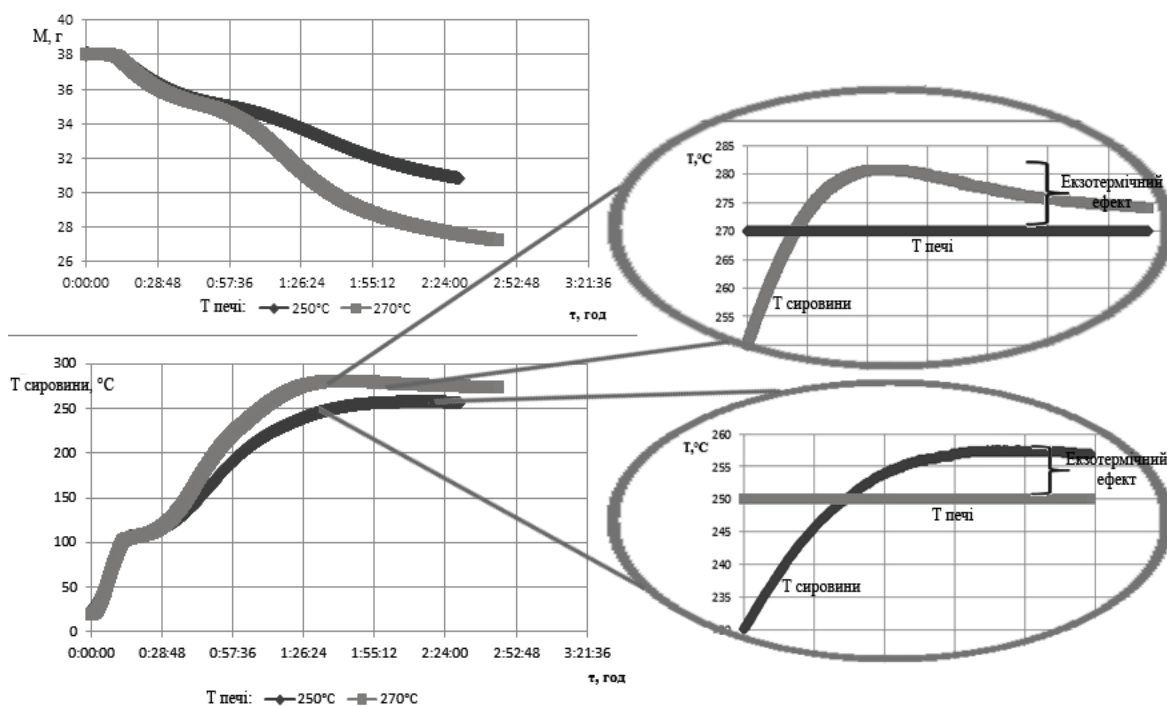 М, г
40
38
36
34
32
30
28
26
0:00:00 0:28:48 0:57:36 1:26:24 1:55:12 2:24:00 2:52:48 3:21:36
Т печі: 250°С 270°С
τ, год
Т,°С
285
280
275
270
265
260
255
Екзотермічний
ефект
Т печі
Т сировини
Т сировини, °С
300
250
200
150
100
50
0
0:00:00 0:28:48 0:57:36 1:26:24 1:55:12 2:24:00 2:52:48 3:21:36
τ, год
Т печі: 250°С 270°С
Т,°С
260
255
250
245
240
235
230
Екзотермічний
ефект
Т печі
Т сировини